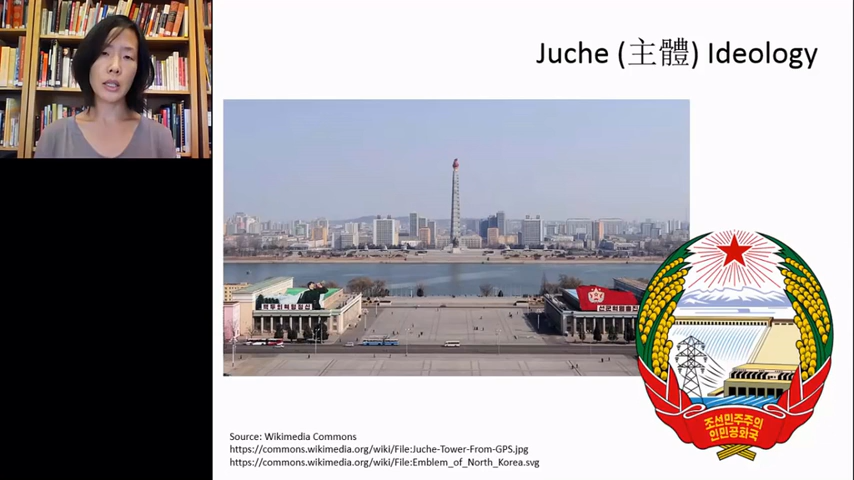 Juche (主體) Ideology
조선민주주의
인민공화국
Source: Wikimedia Commons
https://commons.wikimedia.org/wiki/File:Juche-Tower-From-GPS.jpg
https://commons.wikimedia.org/wiki/File:Emblem_of_North_Korea.svg